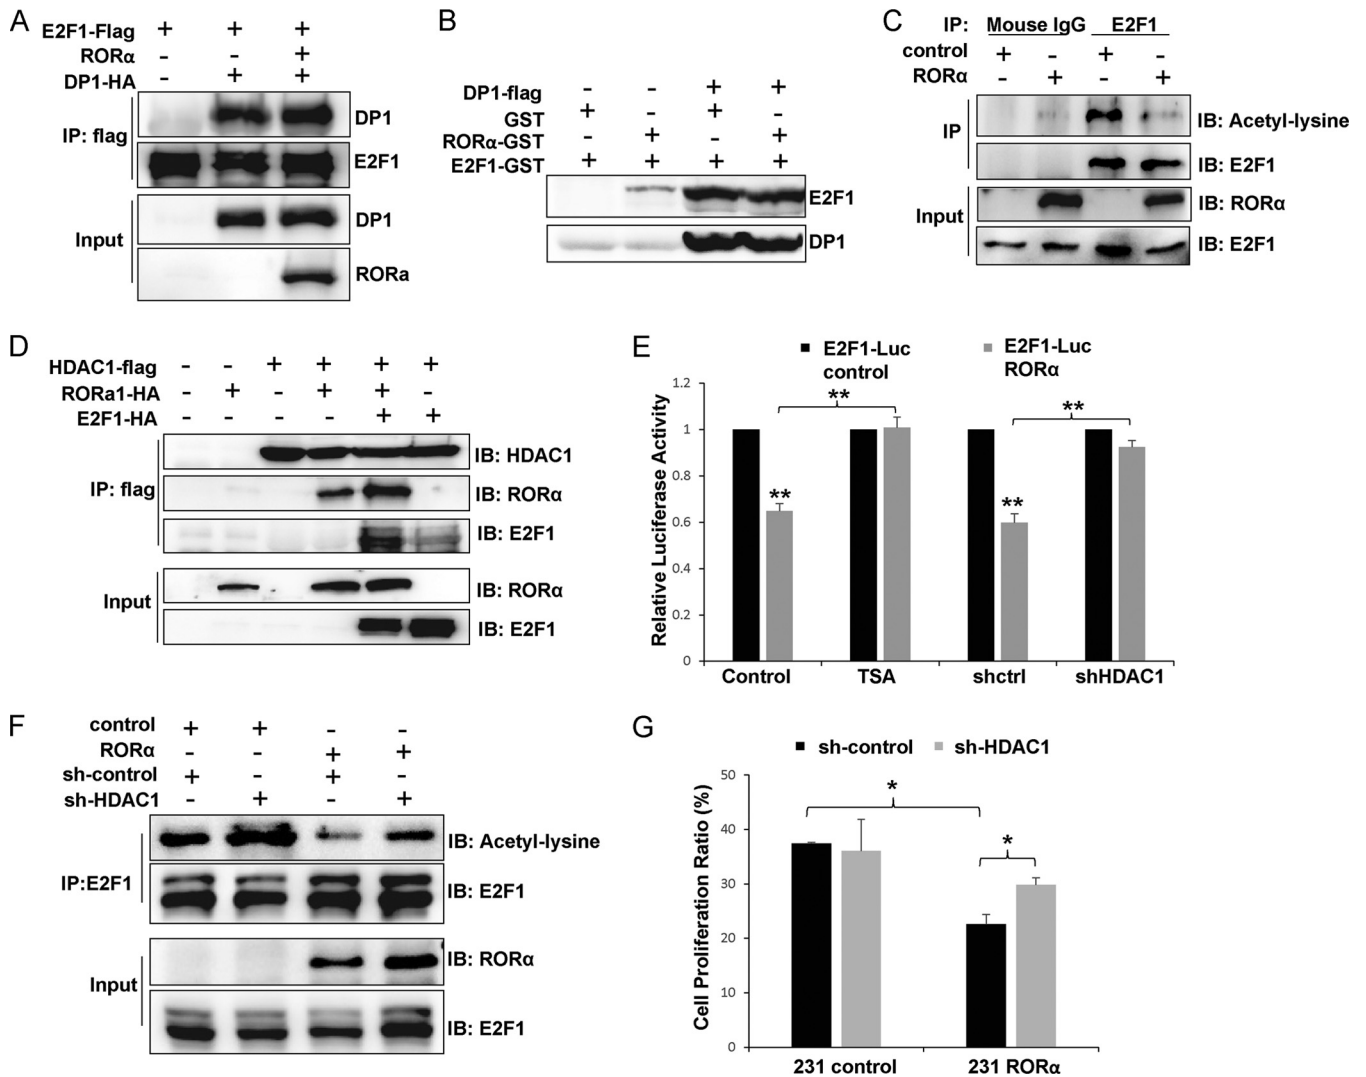 A
E2F1-Flag + + +
RORα - - +
DP1-HA - + +
IP: flag
DP1
E2F1
Input
DP1
RORa
B
DP1-flag - - + +
GST + - + -
RORα-GST - + - +
E2F1-GST + + + +
E2F1
DP1
C
IP: Mouse IgG E2F1
control + - + -
RORα - + - +
IP
IB: Acetyl-lysine
IB: E2F1
Input
IB: RORα
IB: E2F1
D
HDAC1-flag - - + + + +
RORa1-HA - + - + + -
E2F1-HA - - - - + +
IP: flag
IB: HDAC1
IB: RORα
IB: E2F1
Input
IB: RORα
IB: E2F1
E
E2F1-Luc control
E2F1-Luc RORα
Relative Luciferase Activity
1.2
1
0.8
0.6
0.4
0.2
0
**
**
**
**
Control TSA shctrl shHDAC1
F
control + + - -
RORα - - + +
sh-control + - + -
sh-HDAC1 - + - +
IP:E2F1
IB: Acetyl-lysine
IB: E2F1
Input
IB: RORα
IB: E2F1
G
sh-control sh-HDAC1
Cell Proliferation Ratio (%)
50
40
30
20
10
0
*
*
231 control 231 RORα